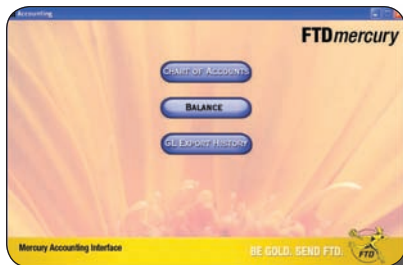 Accounting
FTDmercury
CHART OF ACCOUNTS
BALANCE
GL EXPORT HISTORY
Mercury Accounting Interface
BE GOLD. SEND FTD.
FTD